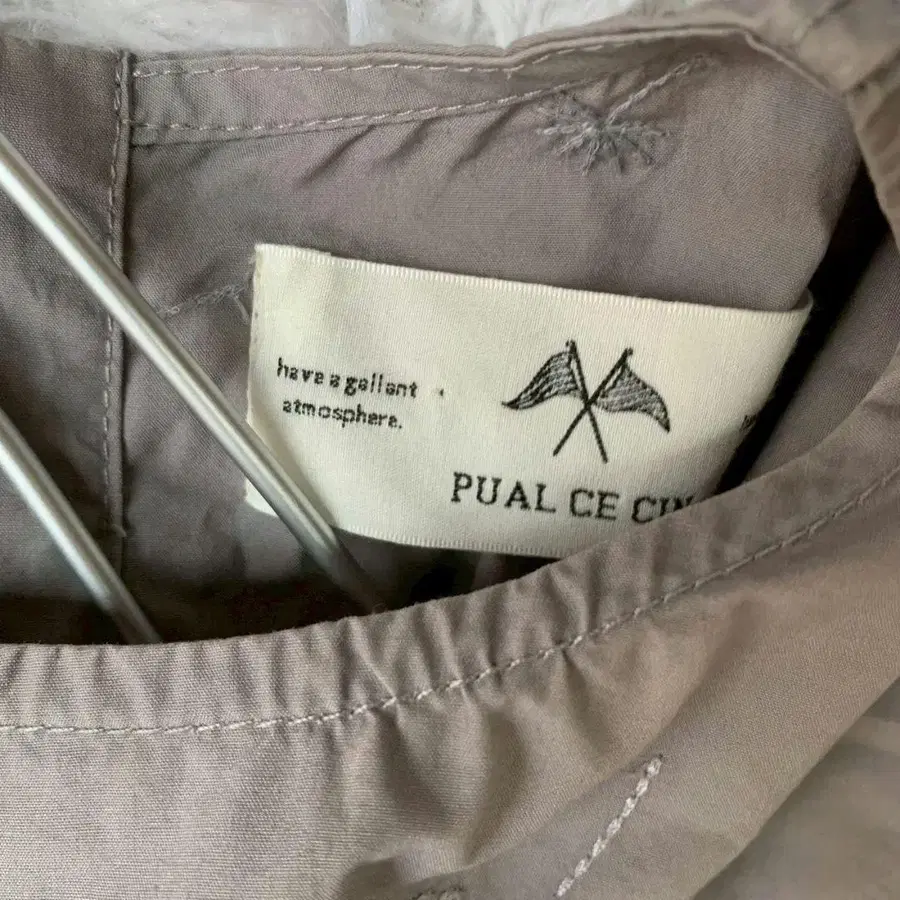 have a gallant
atmosphere.
PUAL CE CIN